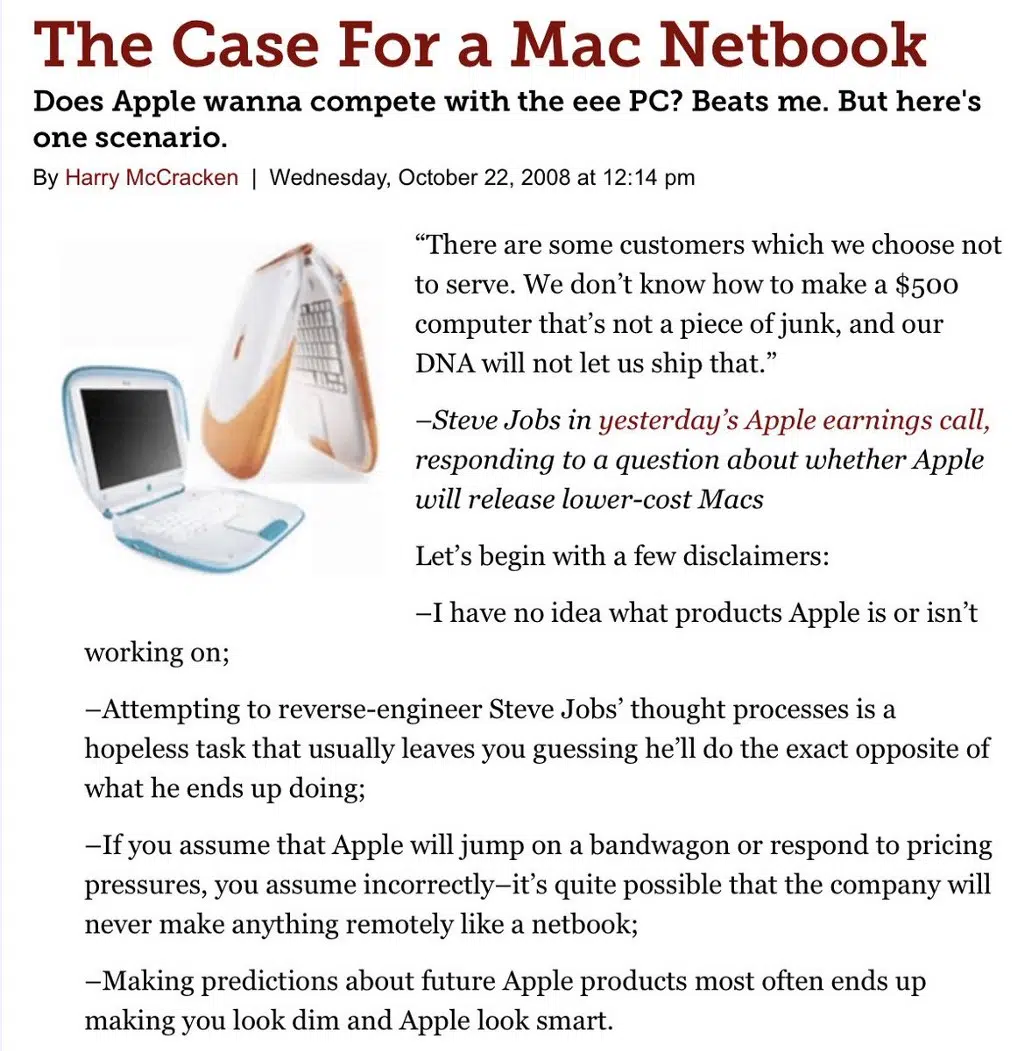 The Case For a Mac Netbook
Does Apple wanna compete with the eee PC? Beats me. But here's
one scenario.
By Harry McCracken | Wednesday, October 22, 2008 at 12:14 pm
“There are some customers which we choose not
to serve. We don’t know how to make a $500
computer that’s not a piece of junk, and our
DNA will not let us ship that.”
–Steve Jobs in yesterday’s Apple earnings call,
responding to a question about whether Apple
will release lower-cost Macs
Let’s begin with a few disclaimers:
–I have no idea what products Apple is or isn’t
working on;
–Attempting to reverse-engineer Steve Jobs’ thought processes is a
hopeless task that usually leaves you guessing he’ll do the exact opposite of
what he ends up doing;
–If you assume that Apple will jump on a bandwagon or respond to pricing
pressures, you assume incorrectly–it’s quite possible that the company will
never make anything remotely like a netbook;
–Making predictions about future Apple products most often ends up
making you look dim and Apple look smart.